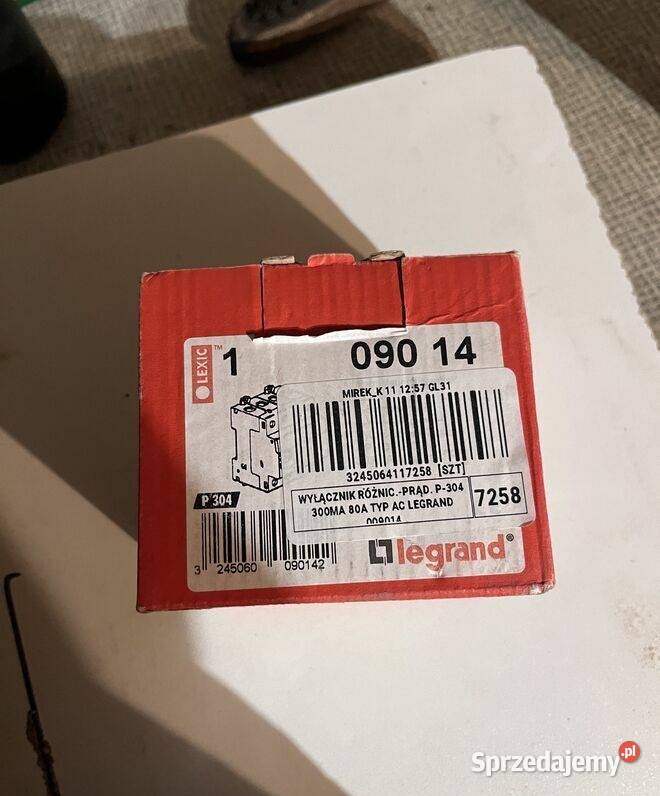 LEXIC™
1
090 14
MIREK_K 11 12:57 GL31
3245064117258 [SZT]
WYŁĄCZNIK RÓŻNIC.-PRĄD. P-304
300MA 80A TYP AC LEGRAND
009014
7258
P 304
3 245060 090142
legrand®
Sprzedajemy.pl